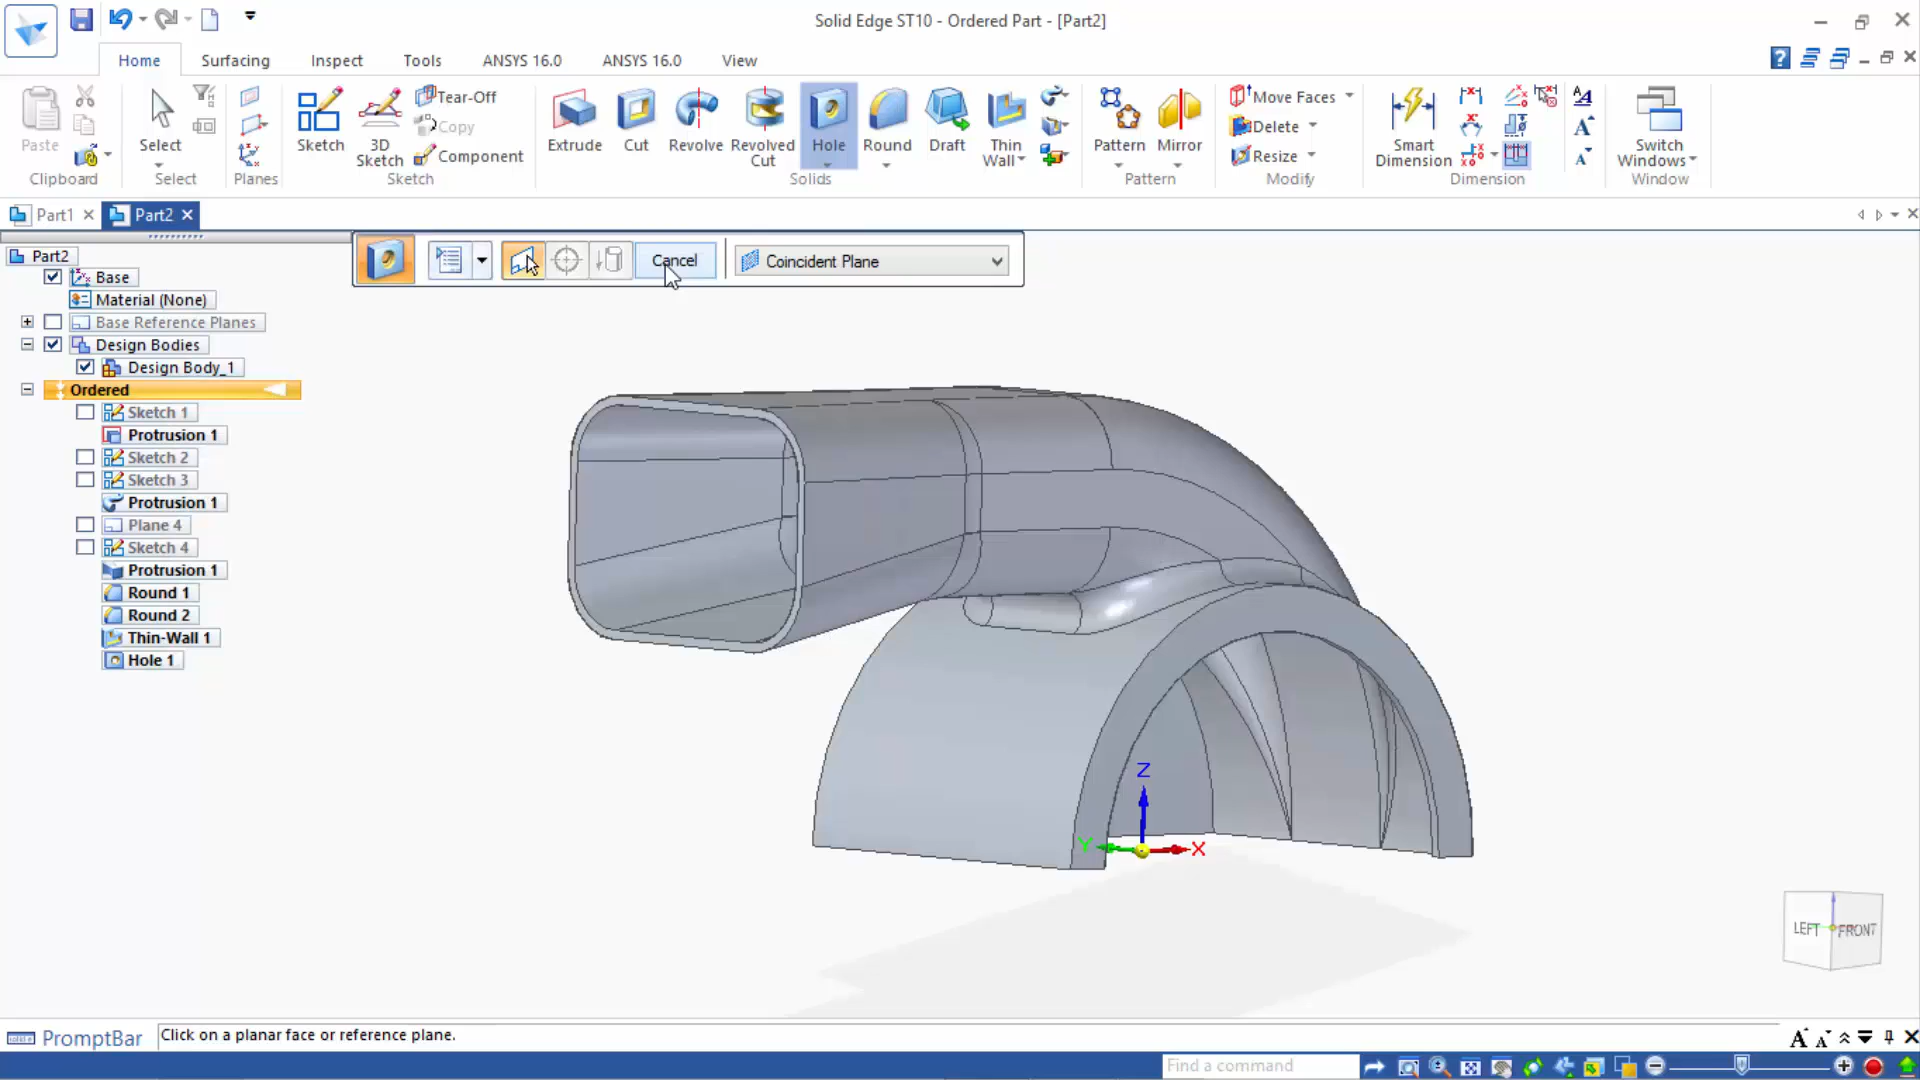 Solid Edge ST10 - Ordered Part - [Part2]
Home Surfacing Inspect Tools ANSYS 16.0 ANSYS 16.0 View
Paste
Clipboard
Select
Select
Planes
Sketch
3D Sketch
Tear-Off
Copy
Component
Sketch
Extrude
Cut
Revolve
Revolved Cut
Hole
Round
Draft
Thin Wall
Solids
Pattern
Mirror
Pattern
Move Faces
Delete
Resize
Modify
Smart Dimension
Dimension
Switch Windows
Window
Part1 Part2
Cancel
Coincident Plane
Part2
Base
Material (None)
Base Reference Planes
Design Bodies
Design Body_1
Ordered
Sketch 1
Protrusion 1
Sketch 2
Sketch 3
Protrusion 1
Plane 4
Sketch 4
Protrusion 1
Round 1
Round 2
Thin-Wall 1
Hole 1
Z
Y
X
LEFT FRONT
PromptBar
Click on a planar face or reference plane.
Find a command